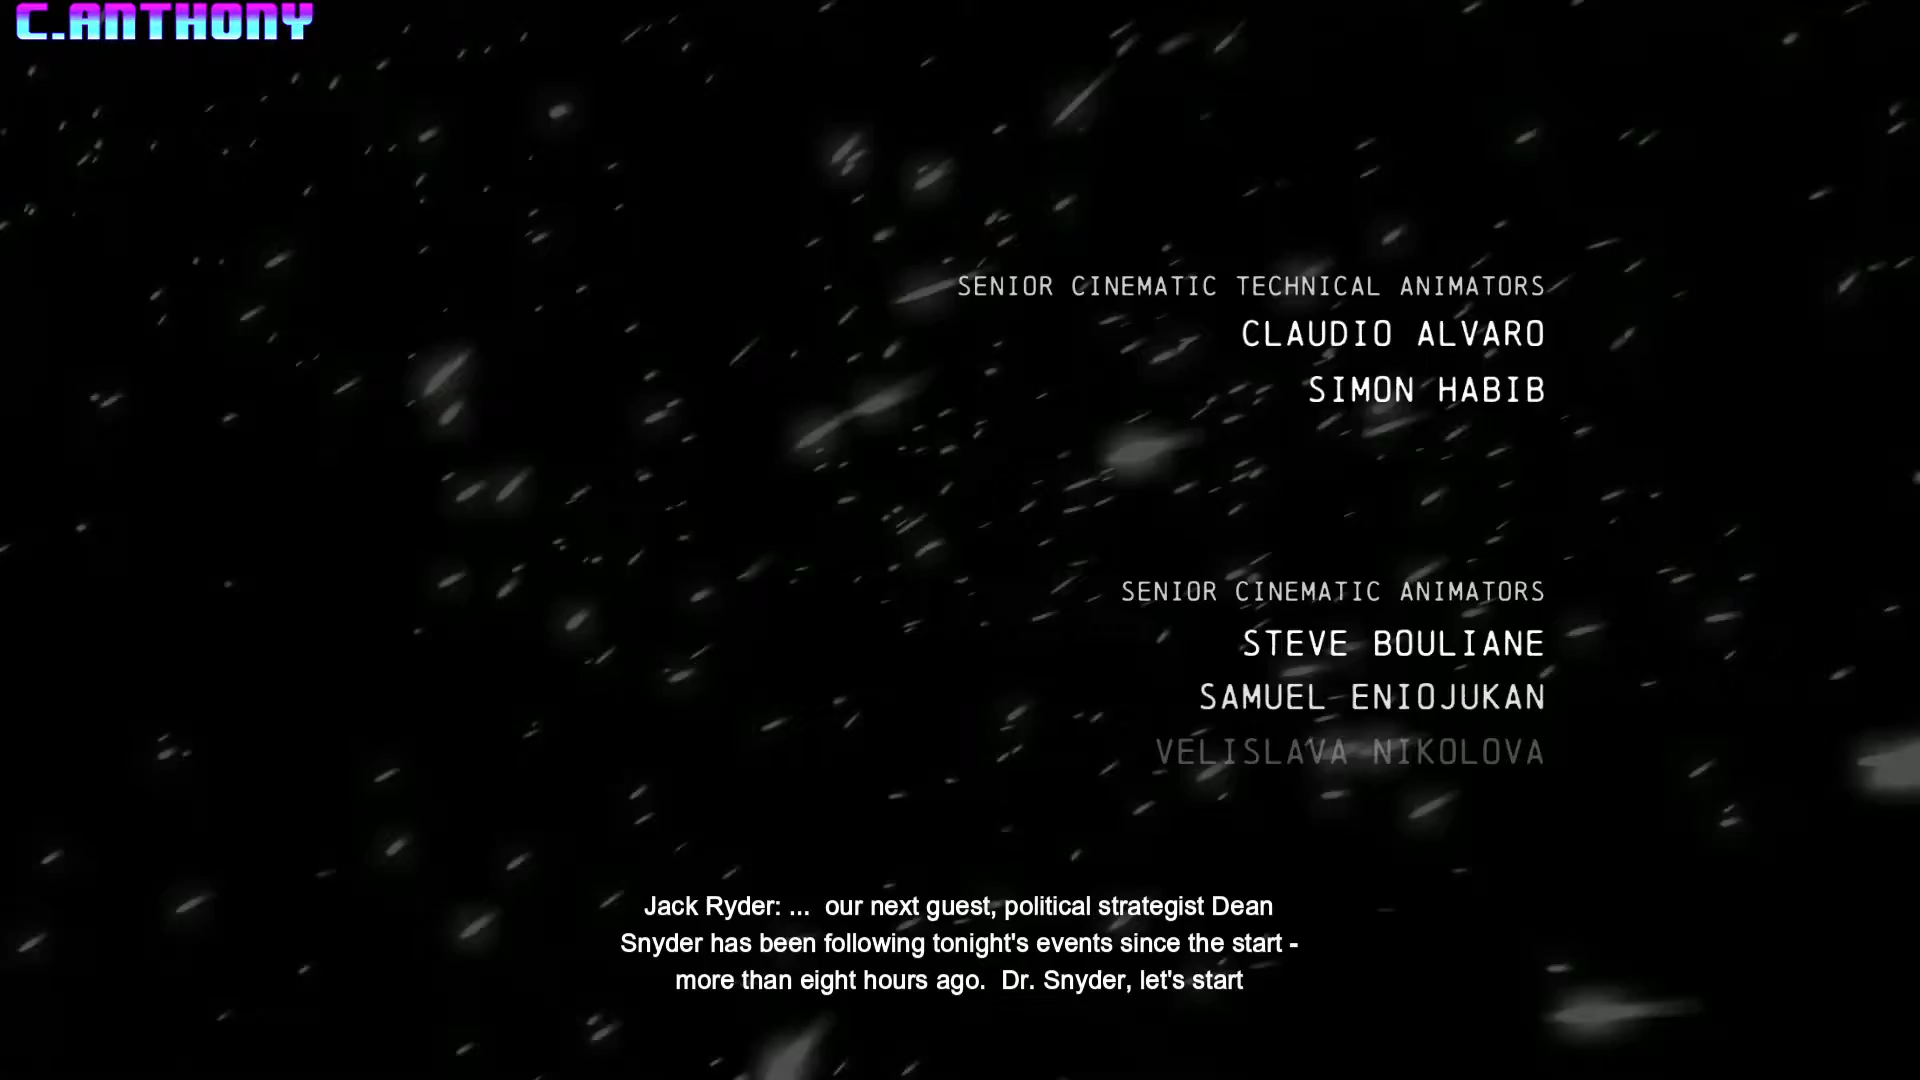 C.ANTHONY
SENIOR CINEMATIC TECHNICAL ANIMATORS
CLAUDIO ALVARO
SIMON HABIB
SENIOR CINEMATIC ANIMATORS
STEVE BOULIANE
SAMUEL ENIOJUKAN
VELISLAVA NIKOLOVA
Jack Ryder: ...  our next guest, political strategist Dean
Snyder has been following tonight's events since the start -
more than eight hours ago.  Dr. Snyder, let's start